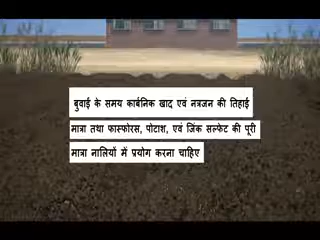 बुवाई के समय कार्बनिक खाद एवं नत्रजन की तिहाई
मात्रा तथा फास्फोरस, पोटाश, एवं जिंक सल्फेट की पूरी
मात्रा नालियों में प्रयोग करना चाहिए